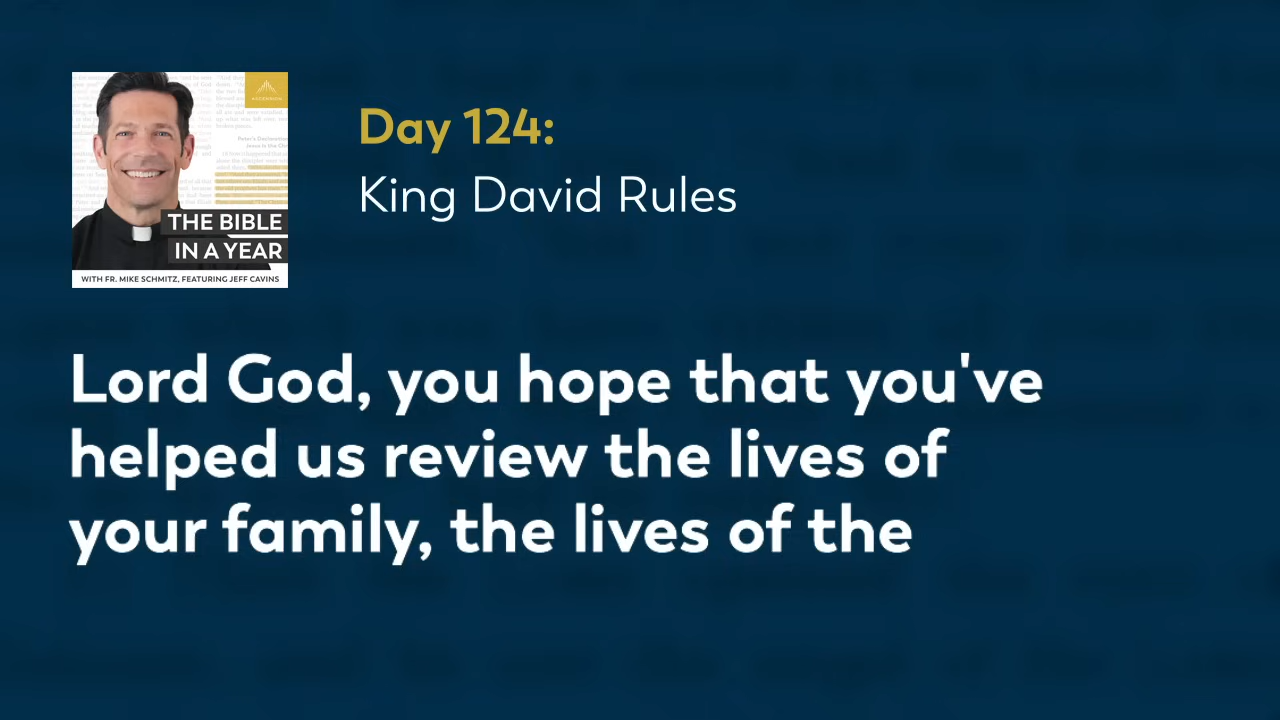 THE BIBLE
IN A YEAR
WITH FR. MIKE SCHMITZ, FEATURING JEFF CAVINS
Day 124:
King David Rules
Lord God, you hope that you've
helped us review the lives of
your family, the lives of the